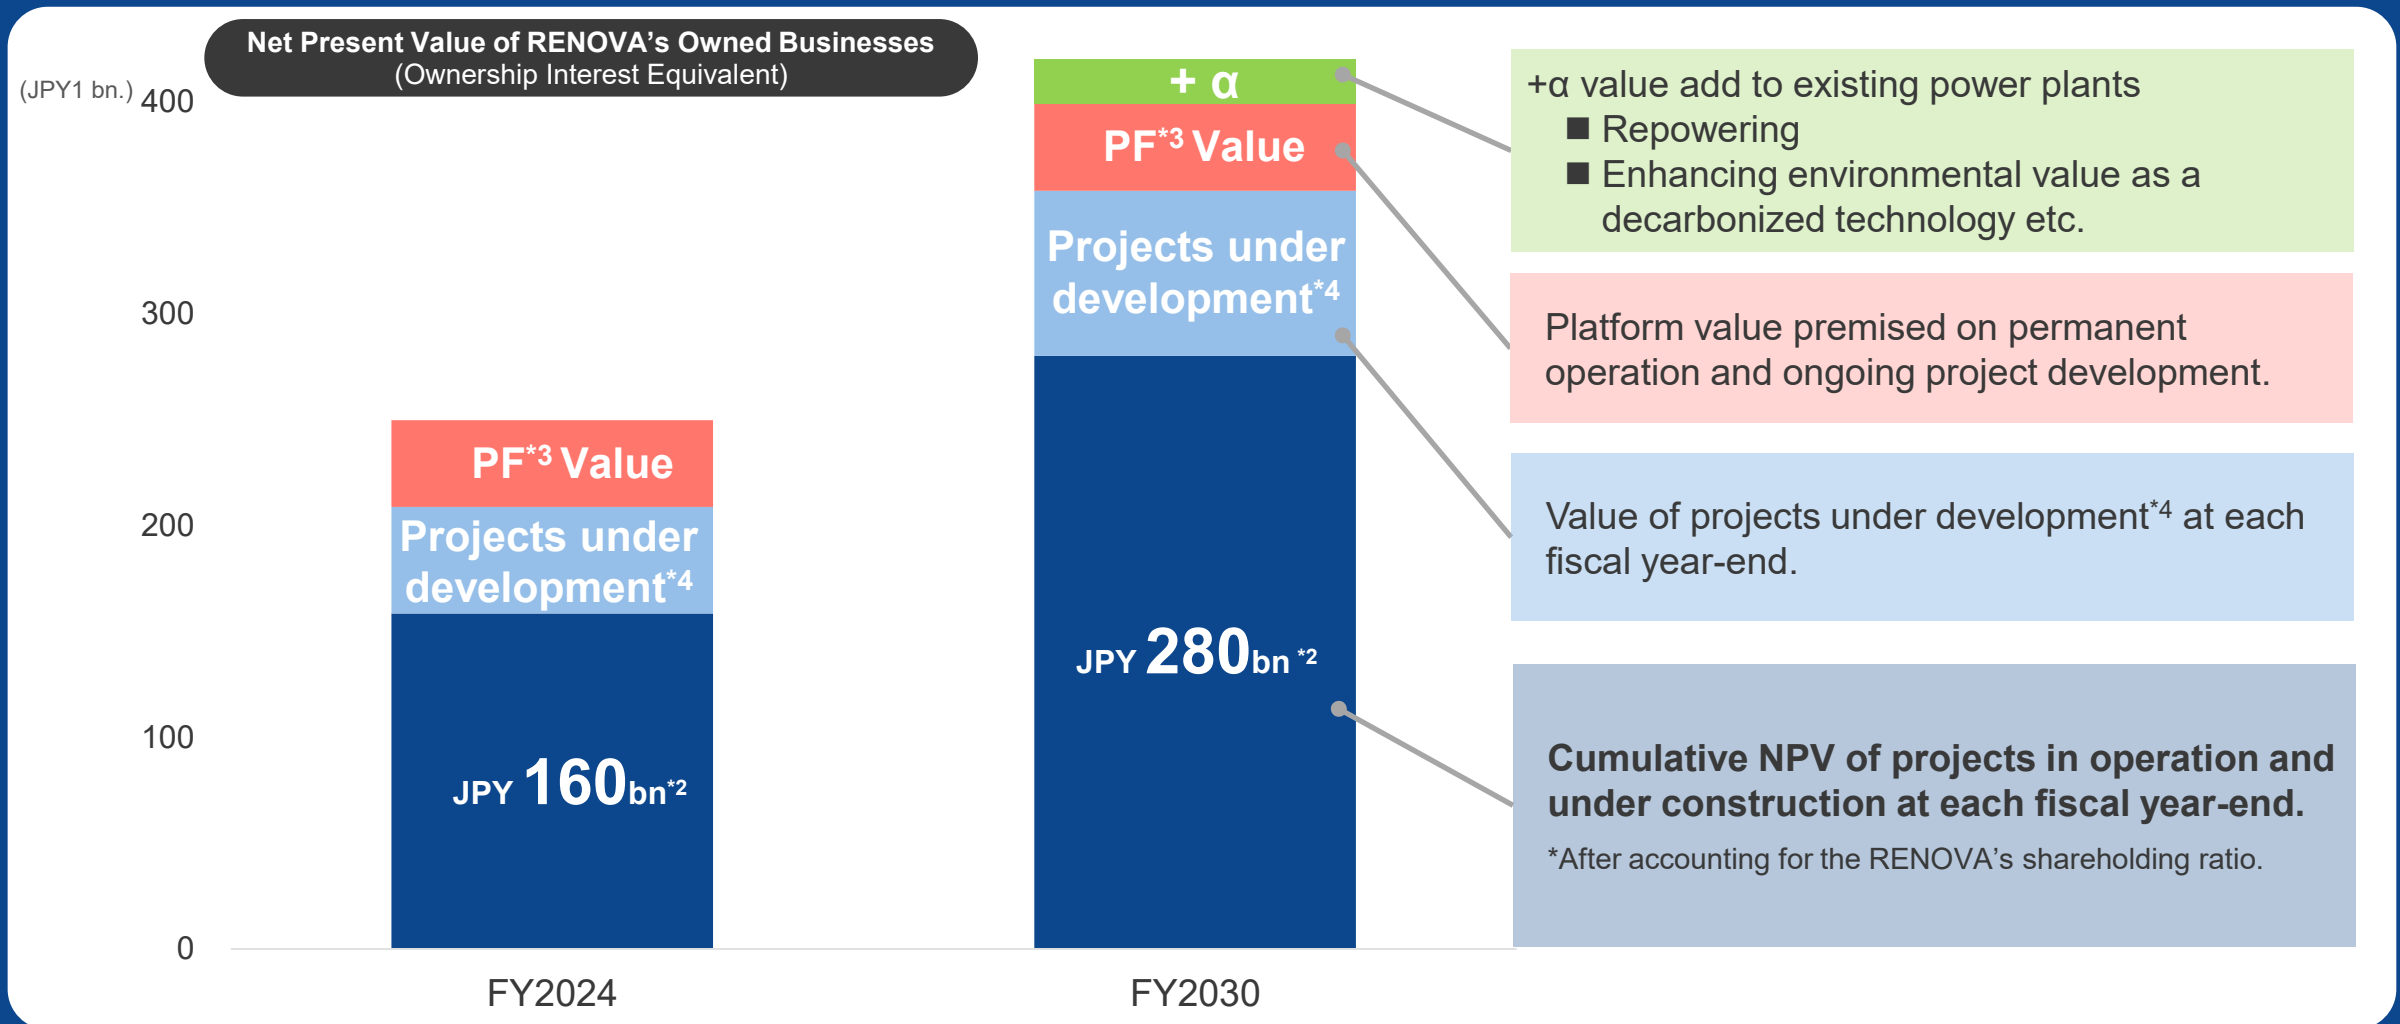 Net Present Value of RENOVA’s Owned Businesses
(Ownership Interest Equivalent)
(JPY1 bn.)
400
300
200
100
0
PF*3 Value
Projects under
development*4
JPY 160bn*2
FY2024
+ α
PF*3 Value
Projects under
development*4
JPY 280bn *2
FY2030
+α value add to existing power plants
■ Repowering
■ Enhancing environmental value as a
decarbonized technology etc.
Platform value premised on permanent
operation and ongoing project development.
Value of projects under development*4 at each
fiscal year-end.
Cumulative NPV of projects in operation and
under construction at each fiscal year-end.
*After accounting for the RENOVA’s shareholding ratio.